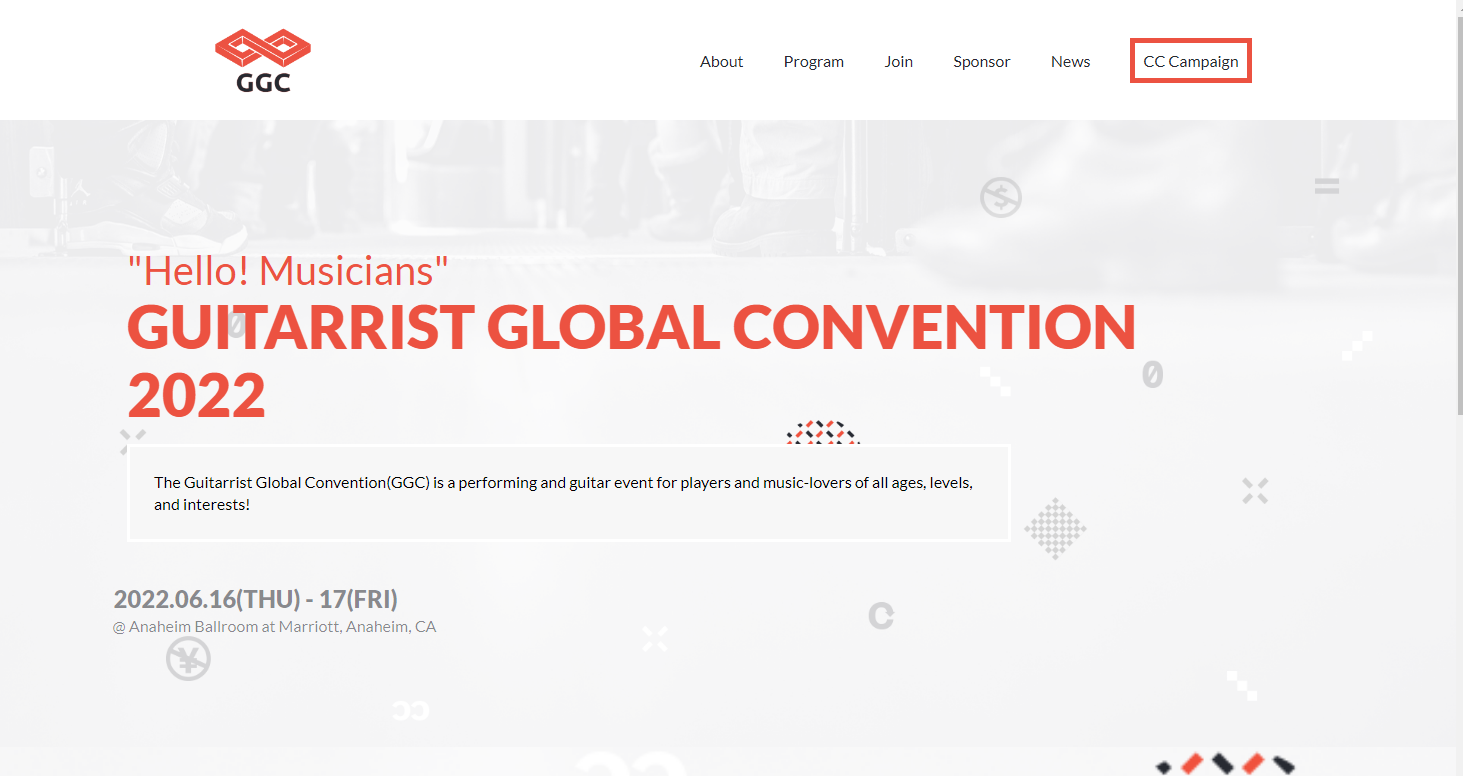 GGC
About
Program
Join
Sponsor
News
CC Campaign
"Hello! Musicians"
GUITARRIST GLOBAL CONVENTION
2022
The Guitarrist Global Convention(GGC) is a performing and guitar event for players and music-lovers of all ages, levels,
and interests!
2022.06.16(THU) - 17(FRI)
@ Anaheim Ballroom at Marriott, Anaheim, CA